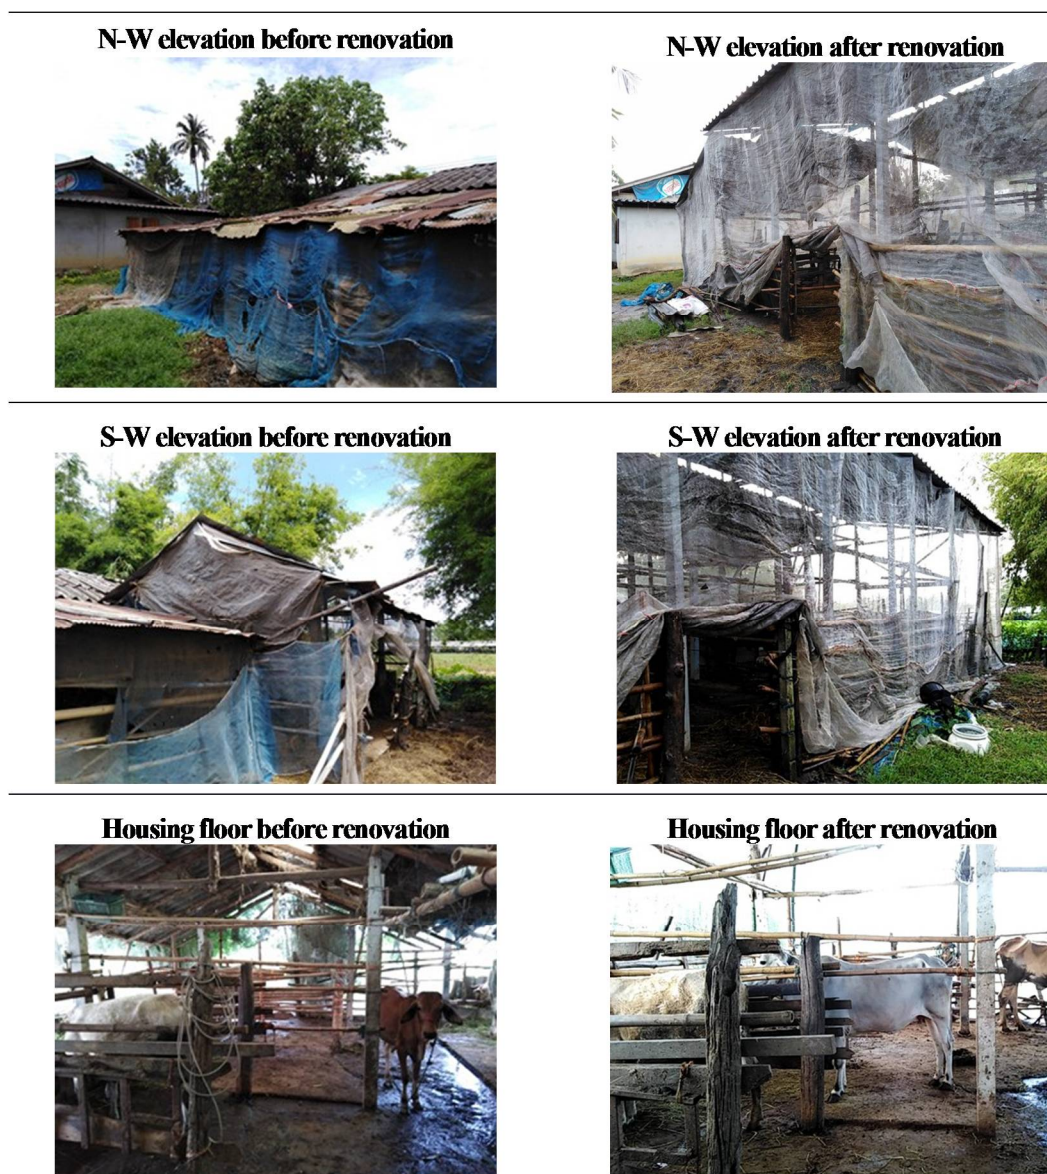 N-W elevation before renovation
N-W elevation after renovation
S-W elevation before renovation
S-W elevation after renovation
Housing floor before renovation
Housing floor after renovation